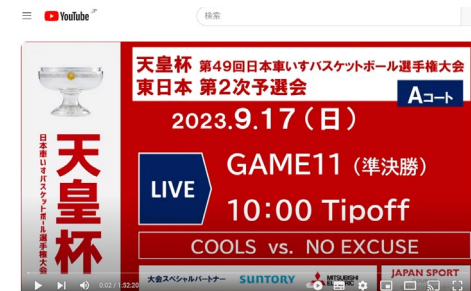 YouTube JP
検索
天皇杯 第49回日本車いすバスケットボール選手権大会
東日本 第2次予選会
Aコート
2023.9.17(日)
日本車いすバスケットボール選手権大会
天皇杯
LIVE
GAME11 (準決勝)
10:00 Tipoff
COOLS vs. NO EXCUSE
大会スペシャルパートナー
SUNTORY
MITSUBISHI ELECTRIC
JAPAN SPORT
0:02 / 1:52:20